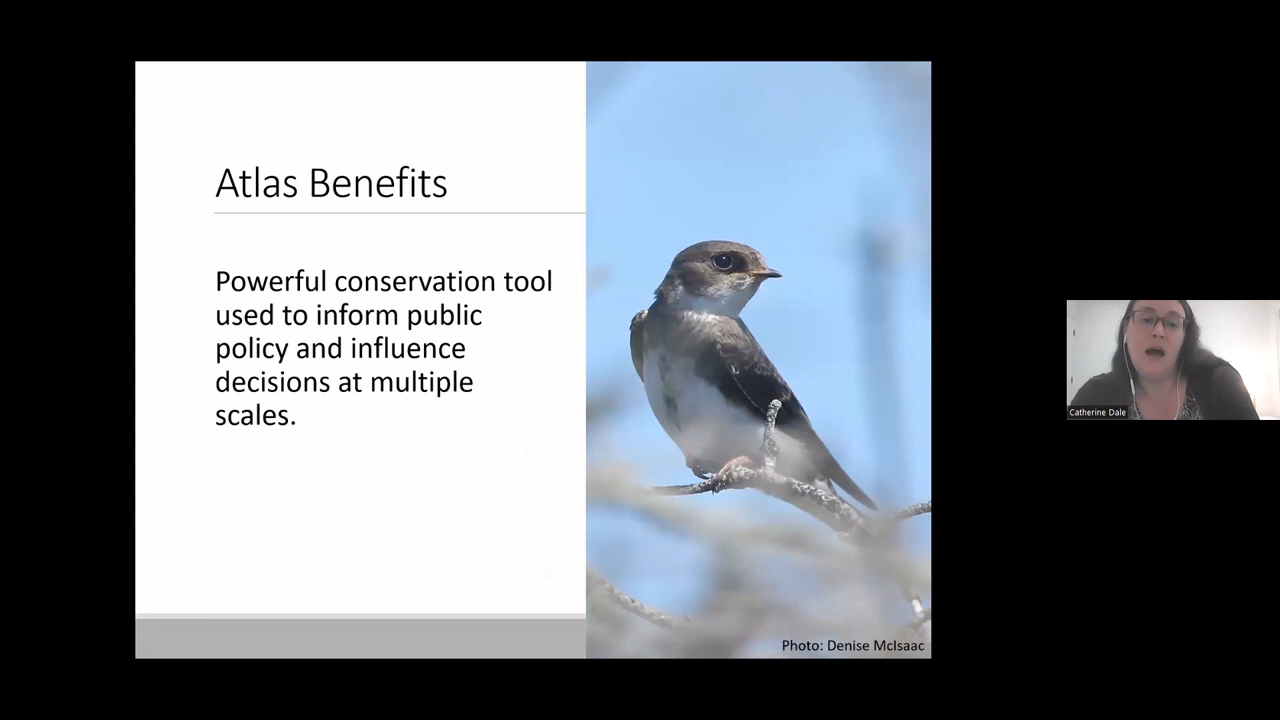 Atlas Benefits
Powerful conservation tool
used to inform public
policy and influence
decisions at multiple
scales.
Photo: Denise McIsaac
Catherine Dale